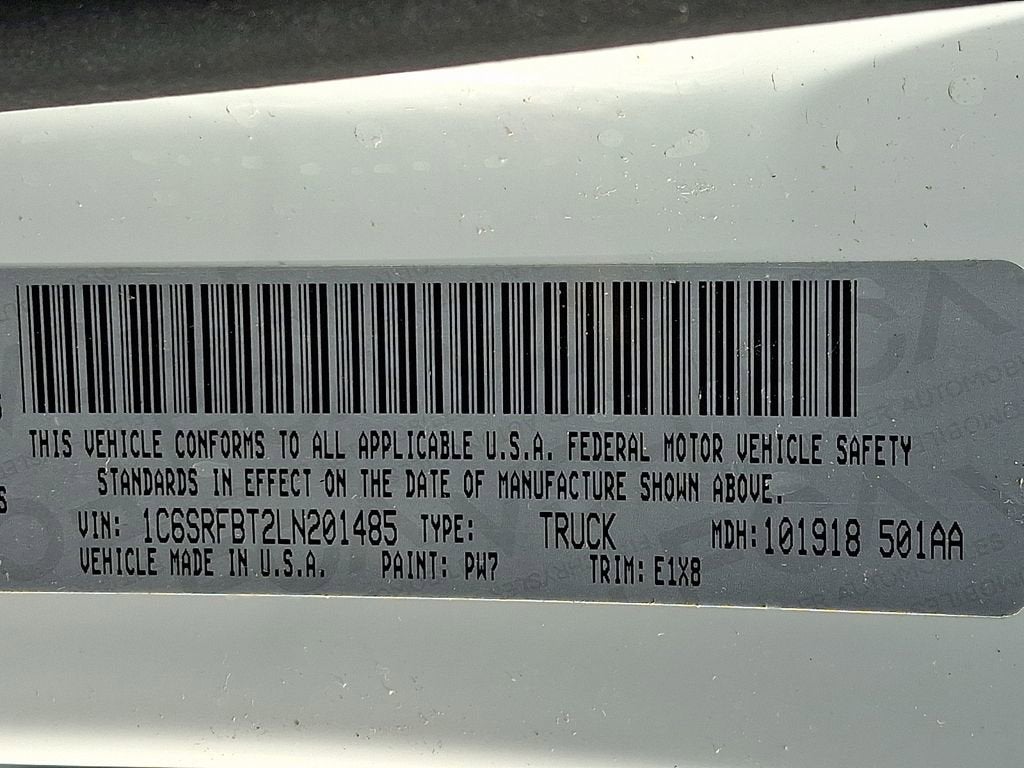 THIS VEHICLE CONFORMS TO ALL APPLICABLE U.S.A. FEDERAL MOTOR VEHICLE SAFETY
STANDARDS IN EFFECT ON THE DATE OF MANUFACTURE SHOWN ABOVE.
VIN: 1C6SRFBT2LN201485 TYPE: TRUCK MDH: 101918 501AA
VEHICLE MADE IN U.S.A. PAINT: PW7 TRIM: E1X8